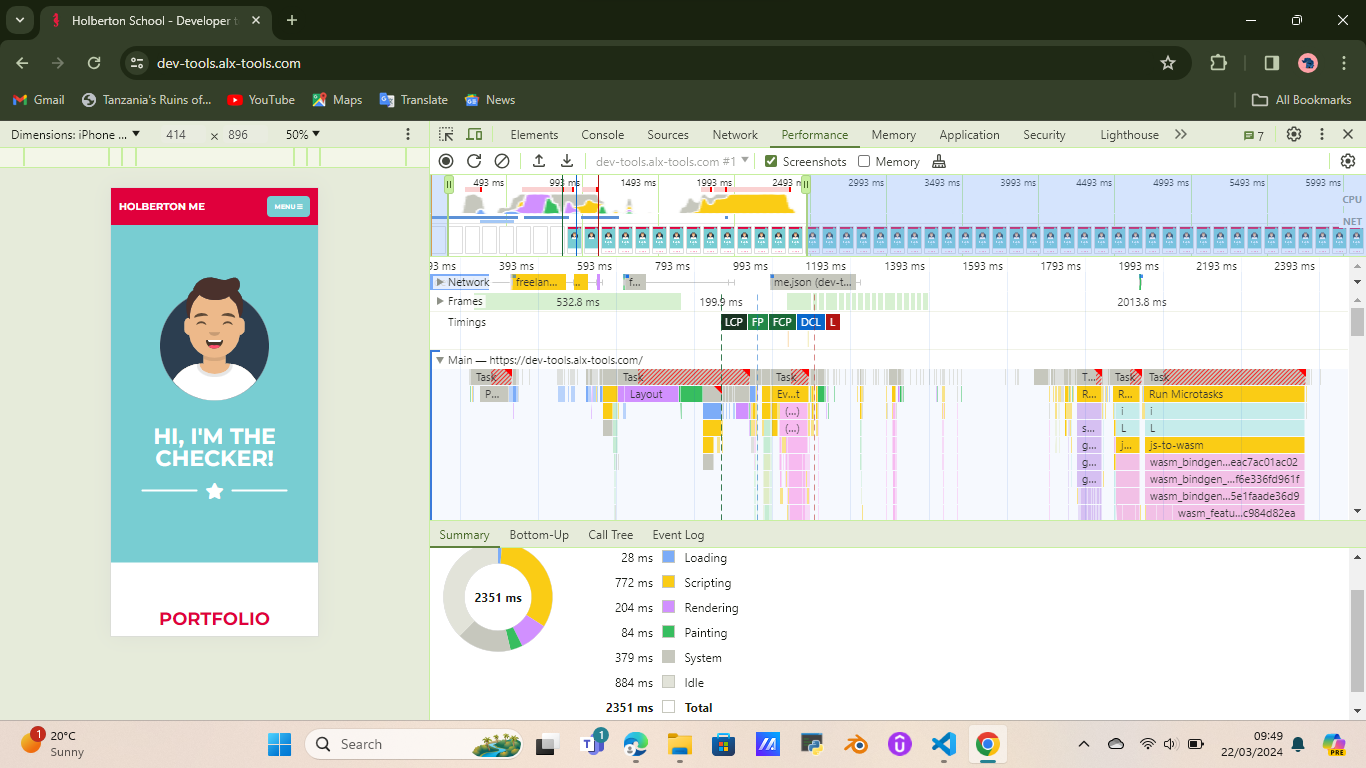 Holberton School - Developer t
dev-tools.alx-tools.com
Gmail
Tanzania's Ruins of...
YouTube
Maps
Translate
News
All Bookmarks
Dimensions: iPhone ... 414 × 896 50%
Elements Console Sources Network Performance Memory Application Security Lighthouse 7
dev-tools.alx-tools.com #1 Screenshots Memory
493 ms 993 ms 1493 ms 1993 ms 2493 2993 ms 3493 ms 3993 ms 4493 ms 4993 ms 5493 ms 5993 ms
CPU
NET
93 ms 393 ms 593 ms 793 ms 993 ms 1193 ms 1393 ms 1593 ms 1793 ms 1993 ms 2193 ms 2393 ms
Network freelan... .. f... me.json (dev-t...
Frames 532.8 ms 199.9 ms 2013.8 ms
Timings LCP FP FCP DCL L
Main — https://dev-tools.alx-tools.com/
Task Task Task T... Task Task
P... Layout Ev...t R... R... Run Microtasks
(...) i i
(...) s... L L
g... j... js-to-wasm
g... wasm_bindgen...eac7ac01ac02
g... wasm_bindgen_...f6e336fd961f
wasm_bindgen...5e1faade36d9
wasm_featu...c984d82ea
Summary Bottom-Up Call Tree Event Log
2351 ms
28 ms Loading
772 ms Scripting
204 ms Rendering
84 ms Painting
379 ms System
884 ms Idle
2351 ms Total
HOLBERTON ME
MENU
HI, I'M THE
CHECKER!
PORTFOLIO
1
20°C
Sunny
Search
1
09:49
22/03/2024
PRE